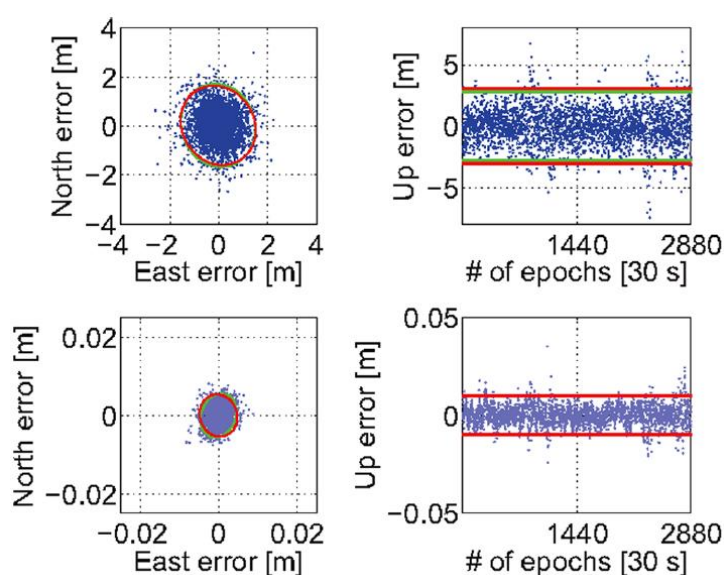 4
2
0
−2
−4
North error [m]
−4 −2 0 2 4
East error [m]
5
0
−5
Up error [m]
1440 2880
# of epochs [30 s]
0.02
0
−0.02
North error [m]
−0.02 0 0.02
East error [m]
0.05
0
−0.05
Up error [m]
1440 2880
# of epochs [30 s]